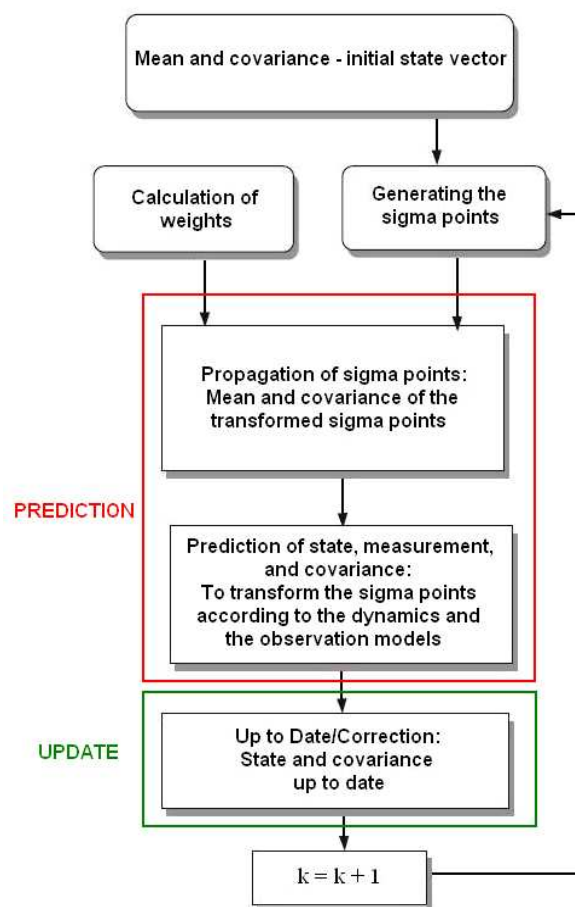 Mean and covariance - initial state vector
Calculation of
weights
Generating the
sigma points
Propagation of sigma points:
Mean and covariance of the
transformed sigma points
PREDICTION
Prediction of state, measurement,
and covariance:
To transform the sigma points
according to the dynamics and
the observation models
UPDATE
Up to Date/Correction:
State and covariance
up to date
k = k + 1